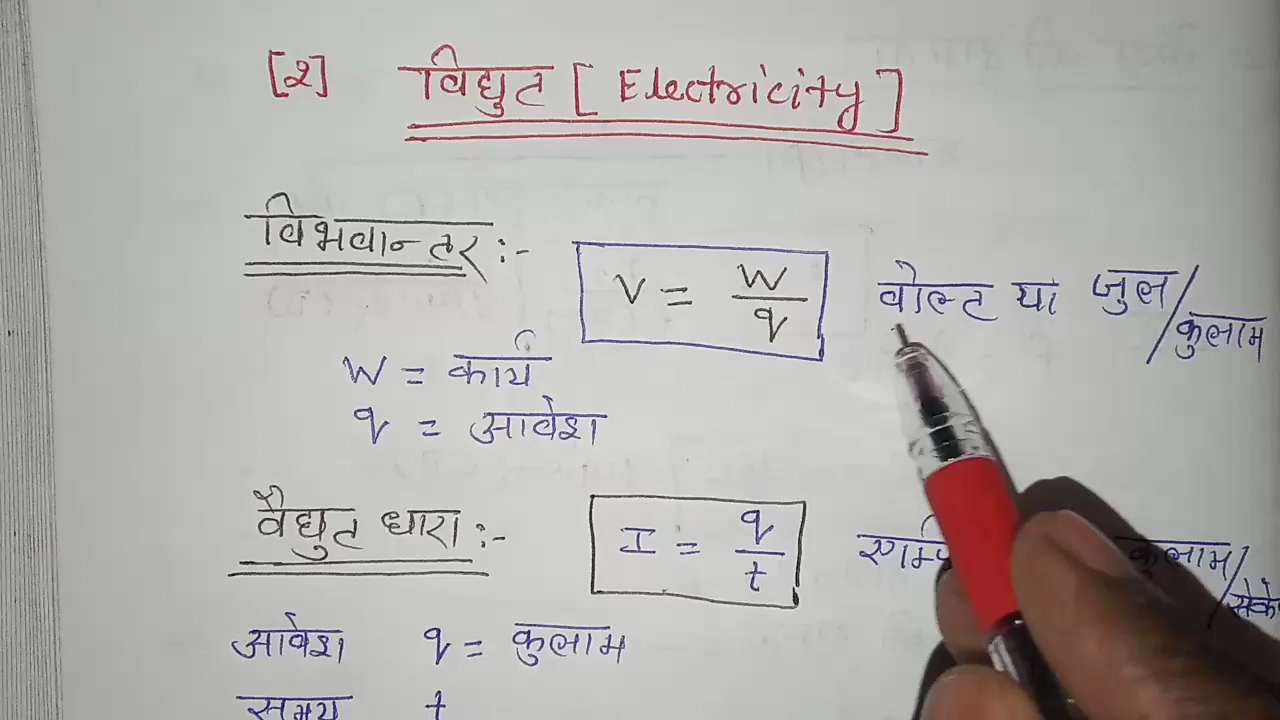 [२] विद्युत [ Electricity ]
विभवान्तर :- V = W/q वोल्ट या जुल/कुलाम
W = कार्य
q = आवेश
वैद्युत धारा :- I = q/t कुलाम/
आवेश q = कुलाम
समय t